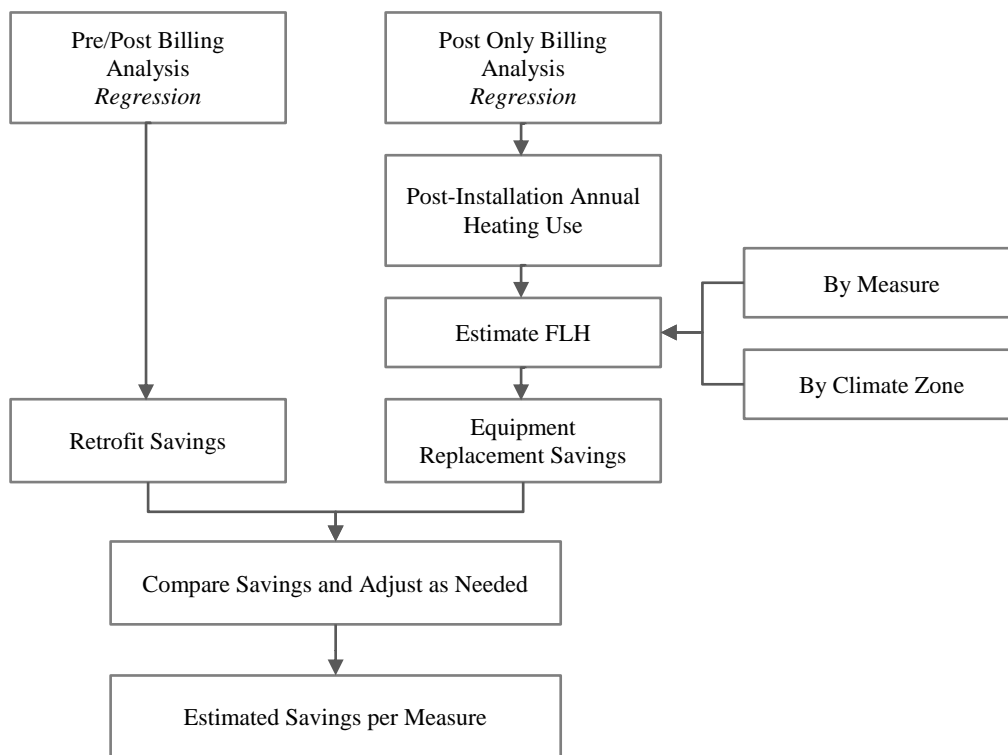 Pre/Post Billing
Analysis
Regression
Post Only Billing
Analysis
Regression
Post-Installation Annual
Heating Use
By Measure
Estimate FLH
By Climate Zone
Retrofit Savings
Equipment
Replacement Savings
Compare Savings and Adjust as Needed
Estimated Savings per Measure